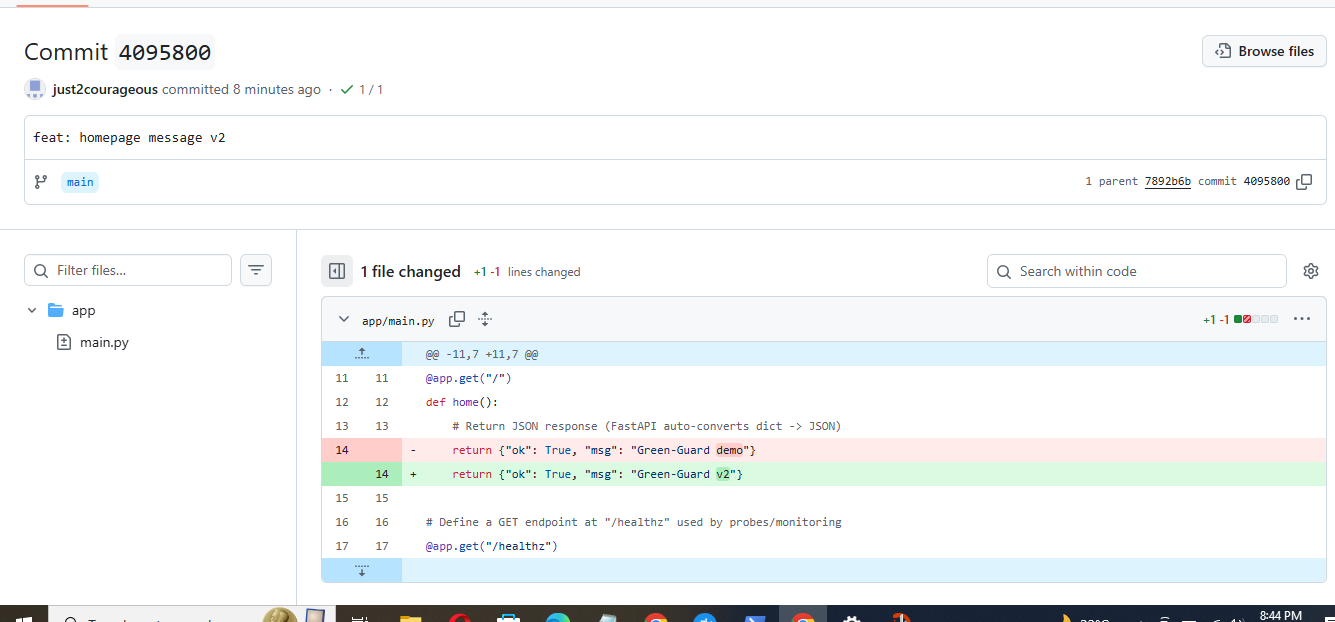 Commit 4095800
Browse files
just2courageous committed 8 minutes ago · 1 / 1
feat: homepage message v2
main
1 parent 7892b6b commit 4095800
Filter files...
1 file changed +1 -1 lines changed
Search within code
app
app/main.py
+1 -1
main.py
@@ -11,7 +11,7 @@
11 11 @app.get("/")
12 12 def home():
13 13 # Return JSON response (FastAPI auto-converts dict -> JSON)
14 - return {"ok": True, "msg": "Green-Guard demo"}
14 + return {"ok": True, "msg": "Green-Guard v2"}
15 15
16 16 # Define a GET endpoint at "/healthz" used by probes/monitoring
17 17 @app.get("/healthz")
8:44 PM